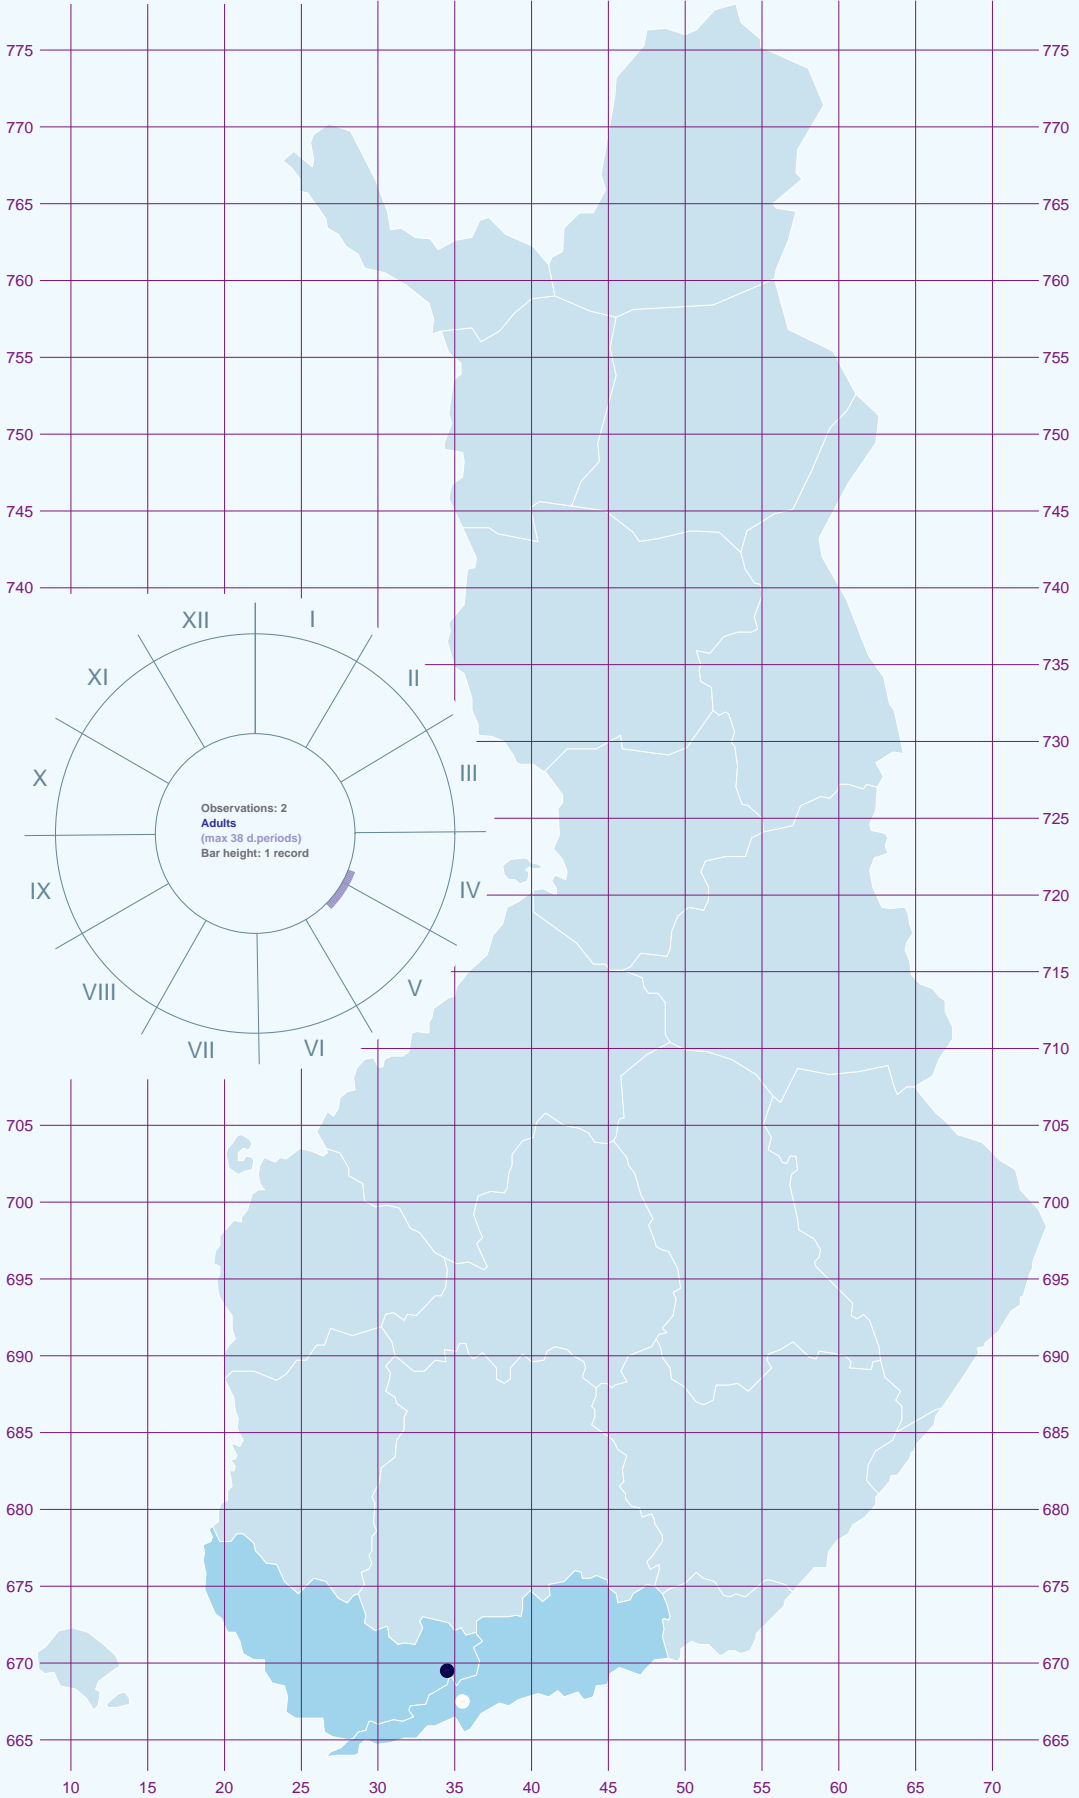 775 775
770 770
765 765
760 760
755 755
750 750
745 745
740 740
XII I
XI II
735
730
X III
725
Observations: 2
Adults
(max 38 d.periods)
Bar height: 1 record
IX IV
720
VIII V
715
VII VI
710
705 705
700 700
695 695
690 690
685 685
680 680
675 675
670 670
665 665
10 15 20 25 30 35 40 45 50 55 60 65 70